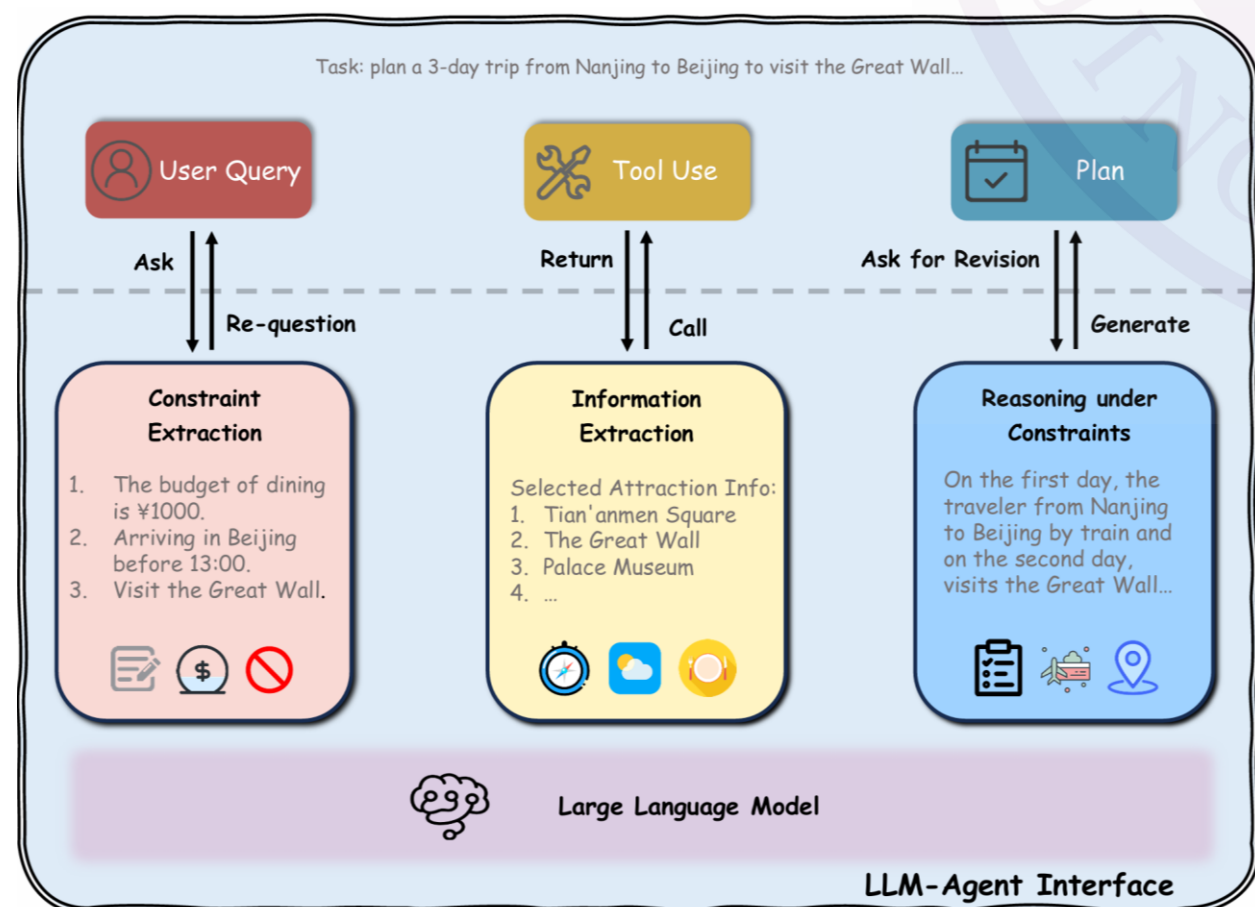 Task: plan a 3-day trip from Nanjing to Beijing to visit the Great Wall...
User Query
Tool Use
Plan
Ask
Re-question
Return
Call
Ask for Revision
Generate
Constraint
Extraction
1. The budget of dining
is ¥1000.
2. Arriving in Beijing
before 13:00.
3. Visit the Great Wall.
$
Information
Extraction
Selected Attraction Info:
1. Tian'anmen Square
2. The Great Wall
3. Palace Museum
4. ...
Reasoning under
Constraints
On the first day, the
traveler from Nanjing
to Beijing by train and
on the second day,
visits the Great Wall...
Large Language Model
LLM-Agent Interface